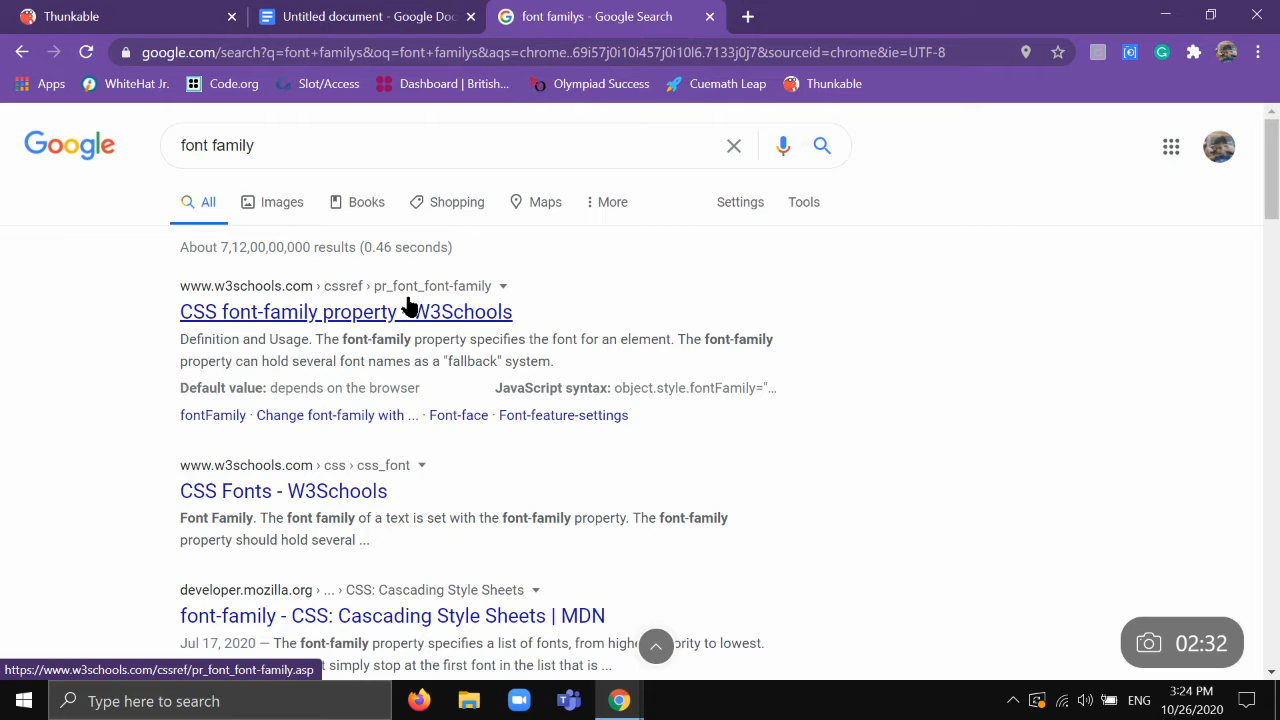 Thunkable
Untitled document - Google Doc
font familys - Google Search
google.com/search?q=font+familys&oq=font+familys&aqs=chrome..69i57j0i10i457j0i10l6.7133j0j7&sourceid=chrome&ie=UTF-8
Apps WhiteHat Jr. Code.org Slot/Access Dashboard | British... Olympiad Success Cuemath Leap Thunkable
Google
font family
All Images Books Shopping Maps More Settings Tools
About 7,12,00,00,000 results (0.46 seconds)
www.w3schools.com › cssref › pr_font_font-family
CSS font-family property - W3Schools
Definition and Usage. The font-family property specifies the font for an element. The font-family
property can hold several font names as a "fallback" system.
Default value: depends on the browser JavaScript syntax: object.style.fontFamily="...
fontFamily · Change font-family with ... · Font-face · Font-feature-settings
www.w3schools.com › css › css_font
CSS Fonts - W3Schools
Font Family. The font family of a text is set with the font-family property. The font-family
property should hold several ...
developer.mozilla.org › ... › CSS: Cascading Style Sheets
font-family - CSS: Cascading Style Sheets | MDN
Jul 17, 2020 — The font-family property specifies a list of fonts, from highe ority to lowest.
t simply stop at the first font in the list that is ...
02:32
https://www.w3schools.com/cssref/pr_font_font-family.asp
Type here to search
ENG
3:24 PM
10/26/2020